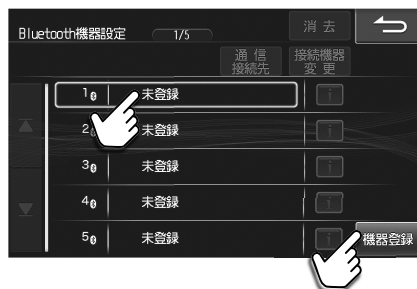 Bluetooth機器設定 1/5 消 去
通 信
接続先
接続機器
変 更
1 未登録
2 未登録
3 未登録
4 未登録
5 未登録
機器登録